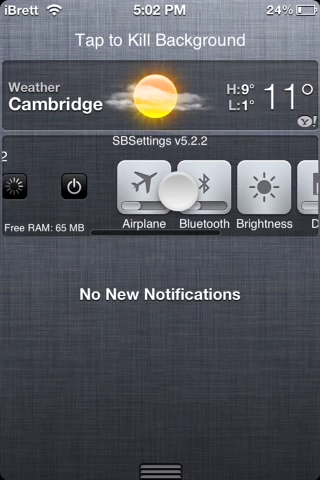 iBrett 5:02 PM 24%
Tap to Kill Background
Weather
Cambridge
H:9°
L:1°
11°
Y!
SBSettings v5.2.2
2
Airplane Bluetooth Brightness D
Free RAM: 65 MB
No New Notifications